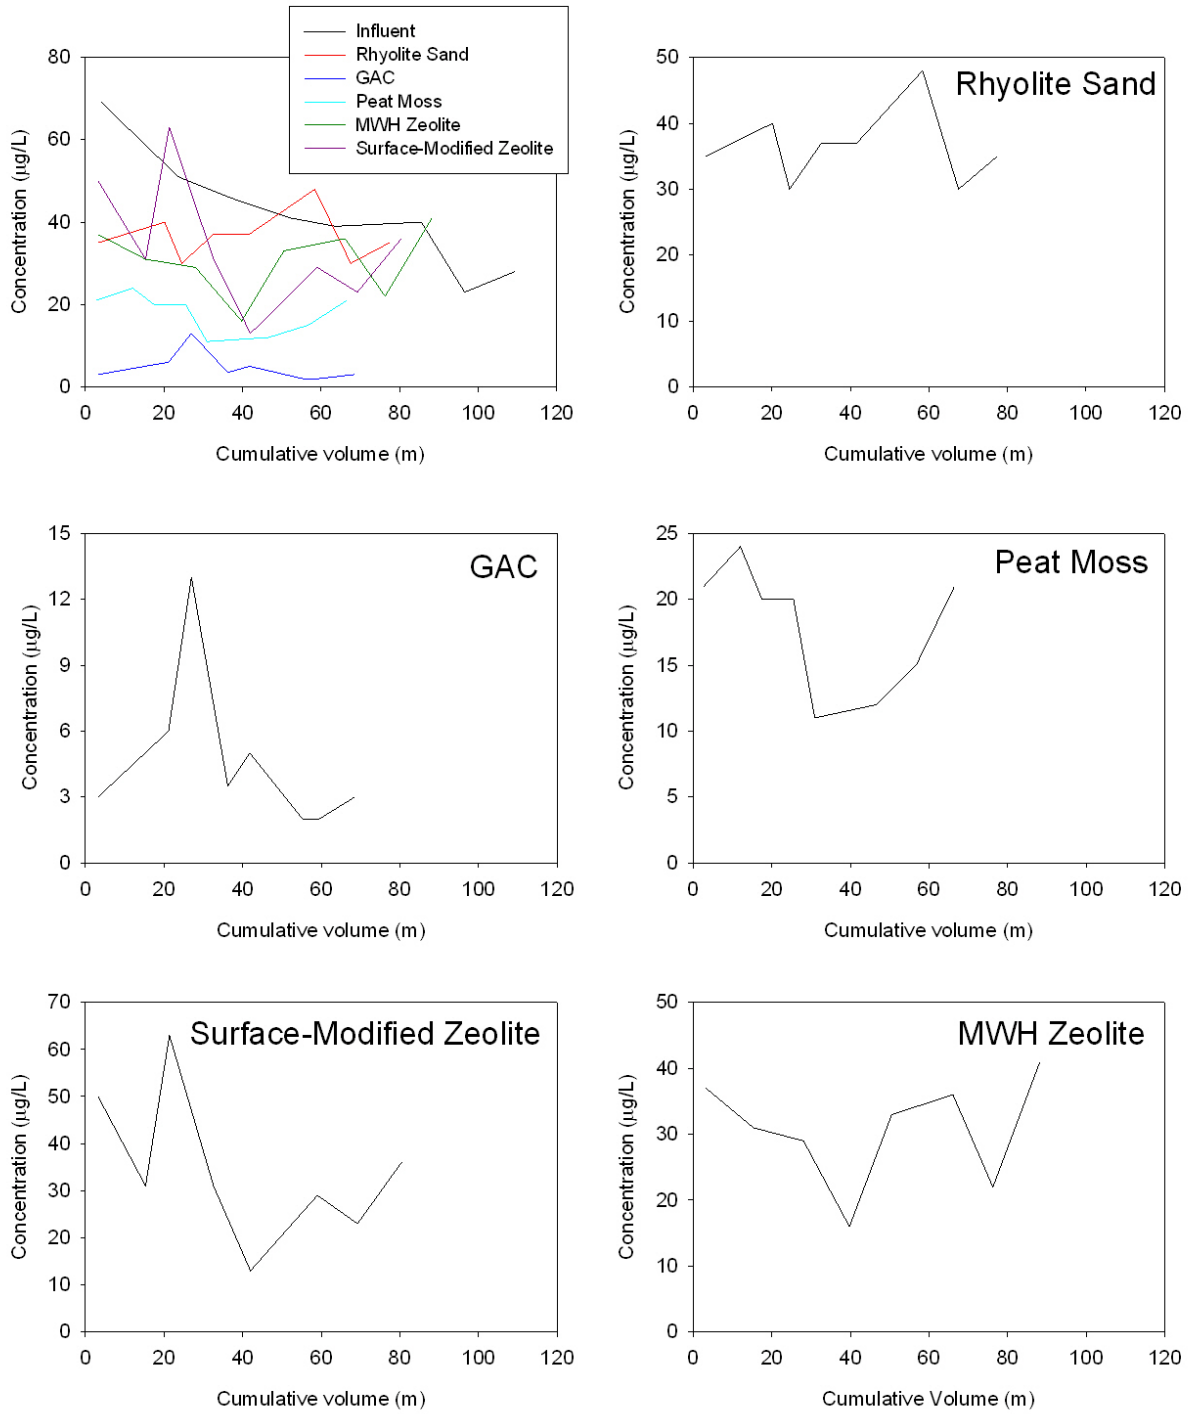 Influent
Rhyolite Sand
GAC
Peat Moss
MWH Zeolite
Surface-Modified Zeolite
80
60
40
20
0
Concentration (µg/L)
0 20 40 60 80 100 120
Cumulative volume (m)
Rhyolite Sand
50
40
30
20
10
0
Concentration (µg/L)
0 20 40 60 80 100 120
Cumulative volume (m)
GAC
15
12
9
6
3
0
Concentration (µg/L)
0 20 40 60 80 100 120
Cumulative volume (m)
Peat Moss
25
20
15
10
5
0
Concentration (µg/L)
0 20 40 60 80 100 120
Cumulative volume (m)
Surface-Modified Zeolite
70
60
50
40
30
20
10
0
Concentration (µg/L)
0 20 40 60 80 100 120
Cumulative volume (m)
MWH Zeolite
50
40
30
20
10
0
Concentration (µg/L)
0 20 40 60 80 100 120
Cumulative Volume (m)